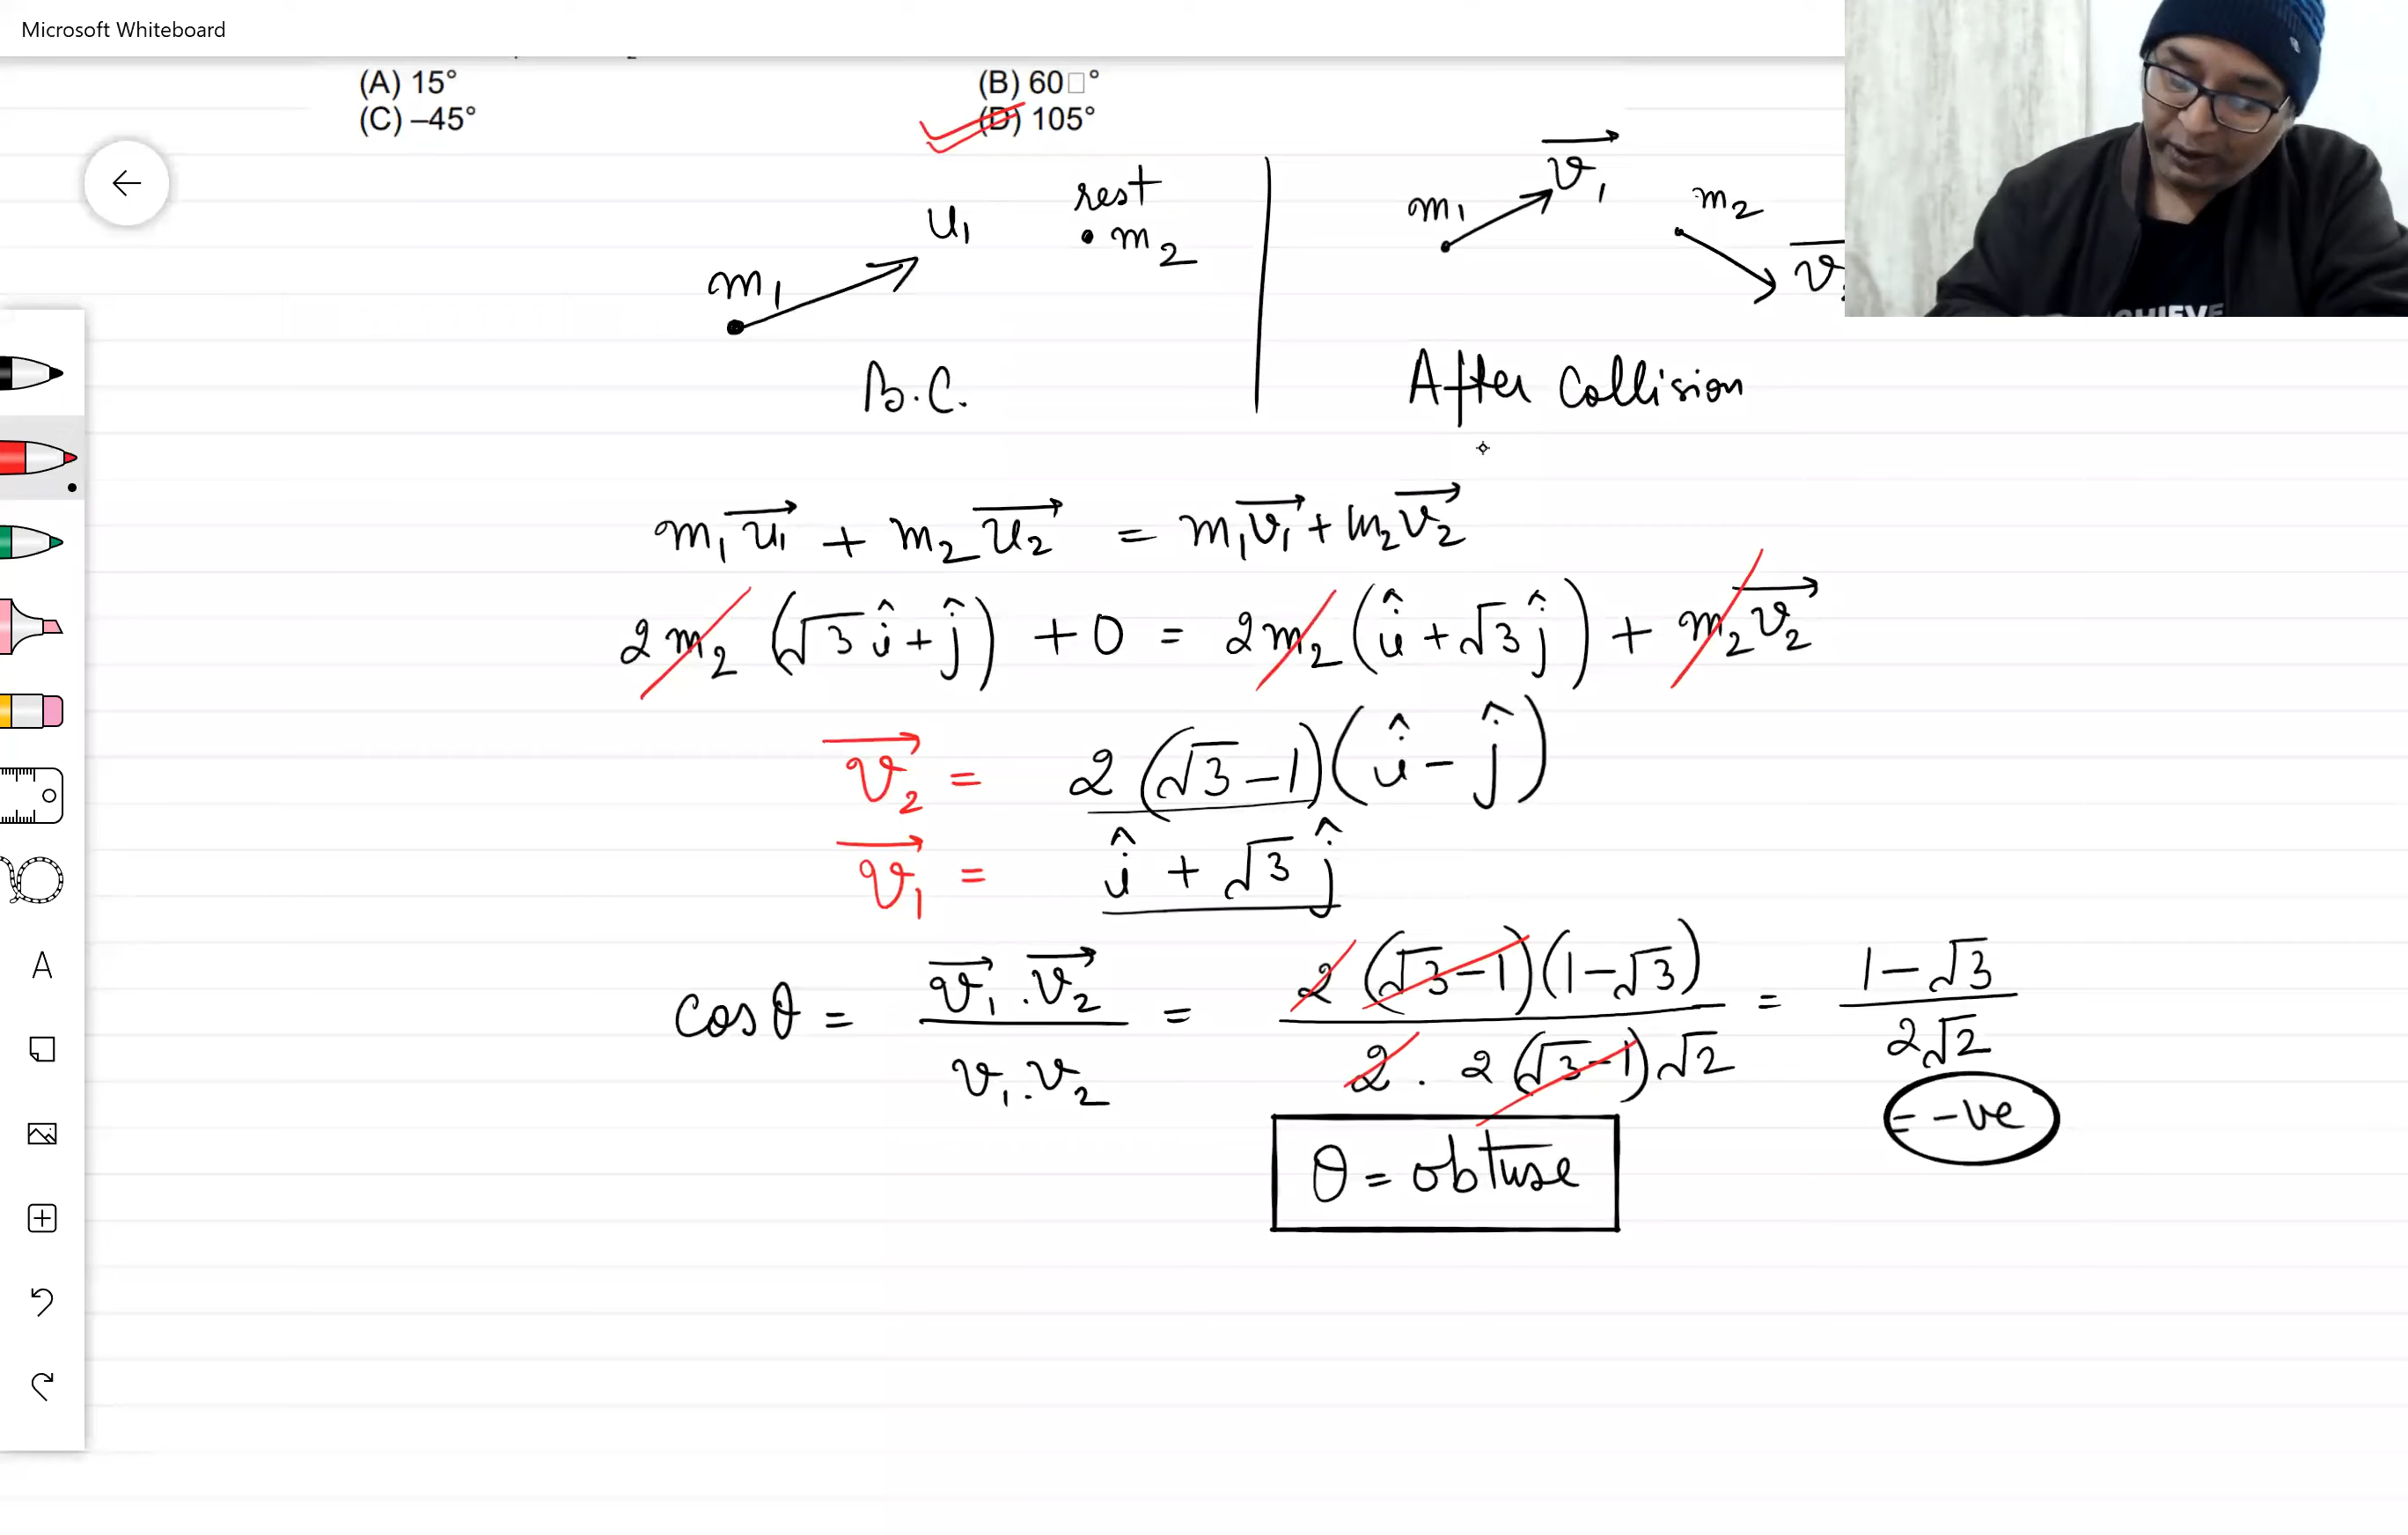 Microsoft Whiteboard
(A) 15° (B) 60□°
(C) –45° (D) 105°
m₁ u₁ rest m₂
B.C.
m₁ v₁ m₂
After Collision
m₁u₁ + m₂u₂ = m₁v₁ + m₂v₂
2m₂ (√3 î + ĵ) + 0 = 2m₂ (î + √3 ĵ) + m₂v₂
v₂ = 2(√3 − 1)(î − ĵ)
v₁ = î + √3 ĵ
cos θ = v₁.v₂ / v₁.v₂ = 2(√3 − 1)(1 − √3) / 2 . 2(√3 − 1)√2 = 1 − √3 / 2√2
= −ve
θ = obtuse
A